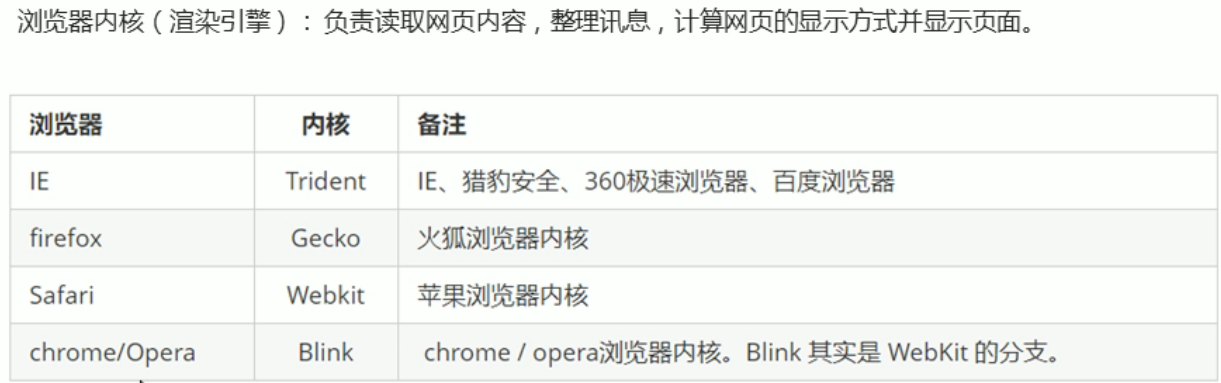 浏览器内核（渲染引擎）：负责读取网页内容，整理讯息，计算网页的显示方式并显示页面。
浏览器 内核 备注
IE Trident IE、猎豹安全、360极速浏览器、百度浏览器
firefox Gecko 火狐浏览器内核
Safari Webkit 苹果浏览器内核
chrome/Opera Blink chrome / opera浏览器内核。Blink 其实是 WebKit 的分支。